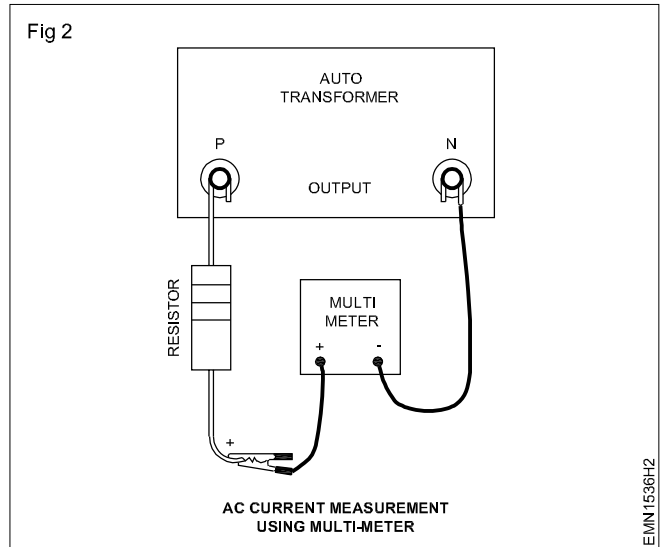 Fig 2
AUTO
TRANSFORMER
P
N
OUTPUT
RESISTOR
MULTI
METER
+
-
+
AC CURRENT MEASUREMENT
USING MULTI-METER
EMN1536H2